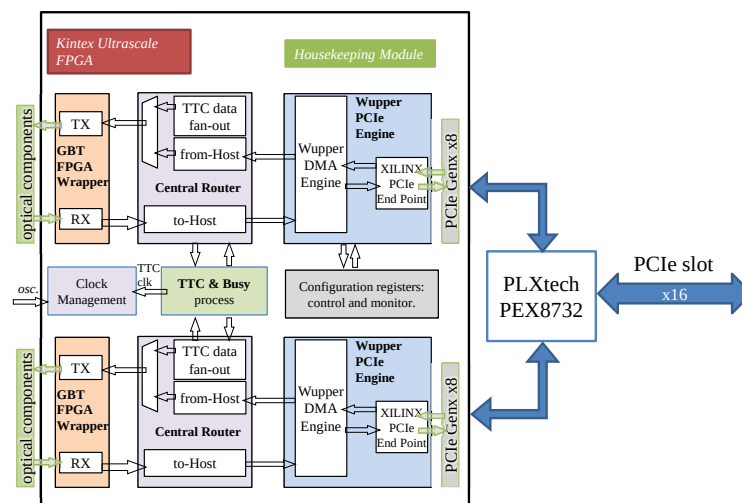 Kintex Ultrascale
FPGA
Housekeeping Module
optical components
TX
GBT
FPGA
Wrapper
RX
TTC data
fan-out
from-Host
Central Router
to-Host
Wupper
PCIe
Engine
Wupper
DMA
Engine
XILINX
PCIe
End Point
PCIe Genx x8
osc.
Clock
Management
TTC
clk
TTC & Busy
process
Configuration registers:
control and monitor.
PLXtech
PEX8732
PCIe slot
x16
optical components
TX
GBT
FPGA
Wrapper
RX
TTC data
fan-out
from-Host
Central Router
to-Host
Wupper
PCIe
Engine
Wupper
DMA
Engine
XILINX
PCIe
End Point
PCIe Genx x8